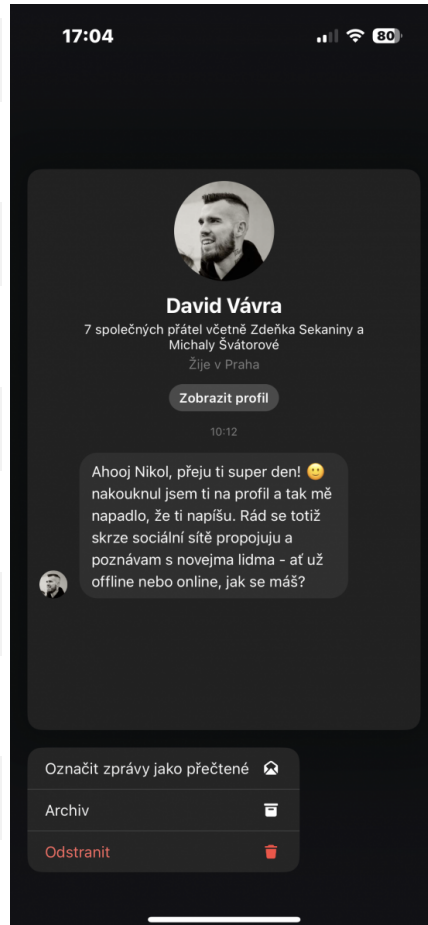 17:04
80
David Vávra
7 společných přátel včetně Zdeňka Sekaniny a
Michaly Švátorové
Žije v Praha
Zobrazit profil
10:12
Ahooj Nikol, přeju ti super den! 🙂
nakouknul jsem ti na profil a tak mě
napadlo, že ti napíšu. Rád se totiž
skrze sociální sítě propojuju a
poznávam s novejma lidma - ať už
offline nebo online, jak se máš?
Označit zprávy jako přečtené
Archiv
Odstranit